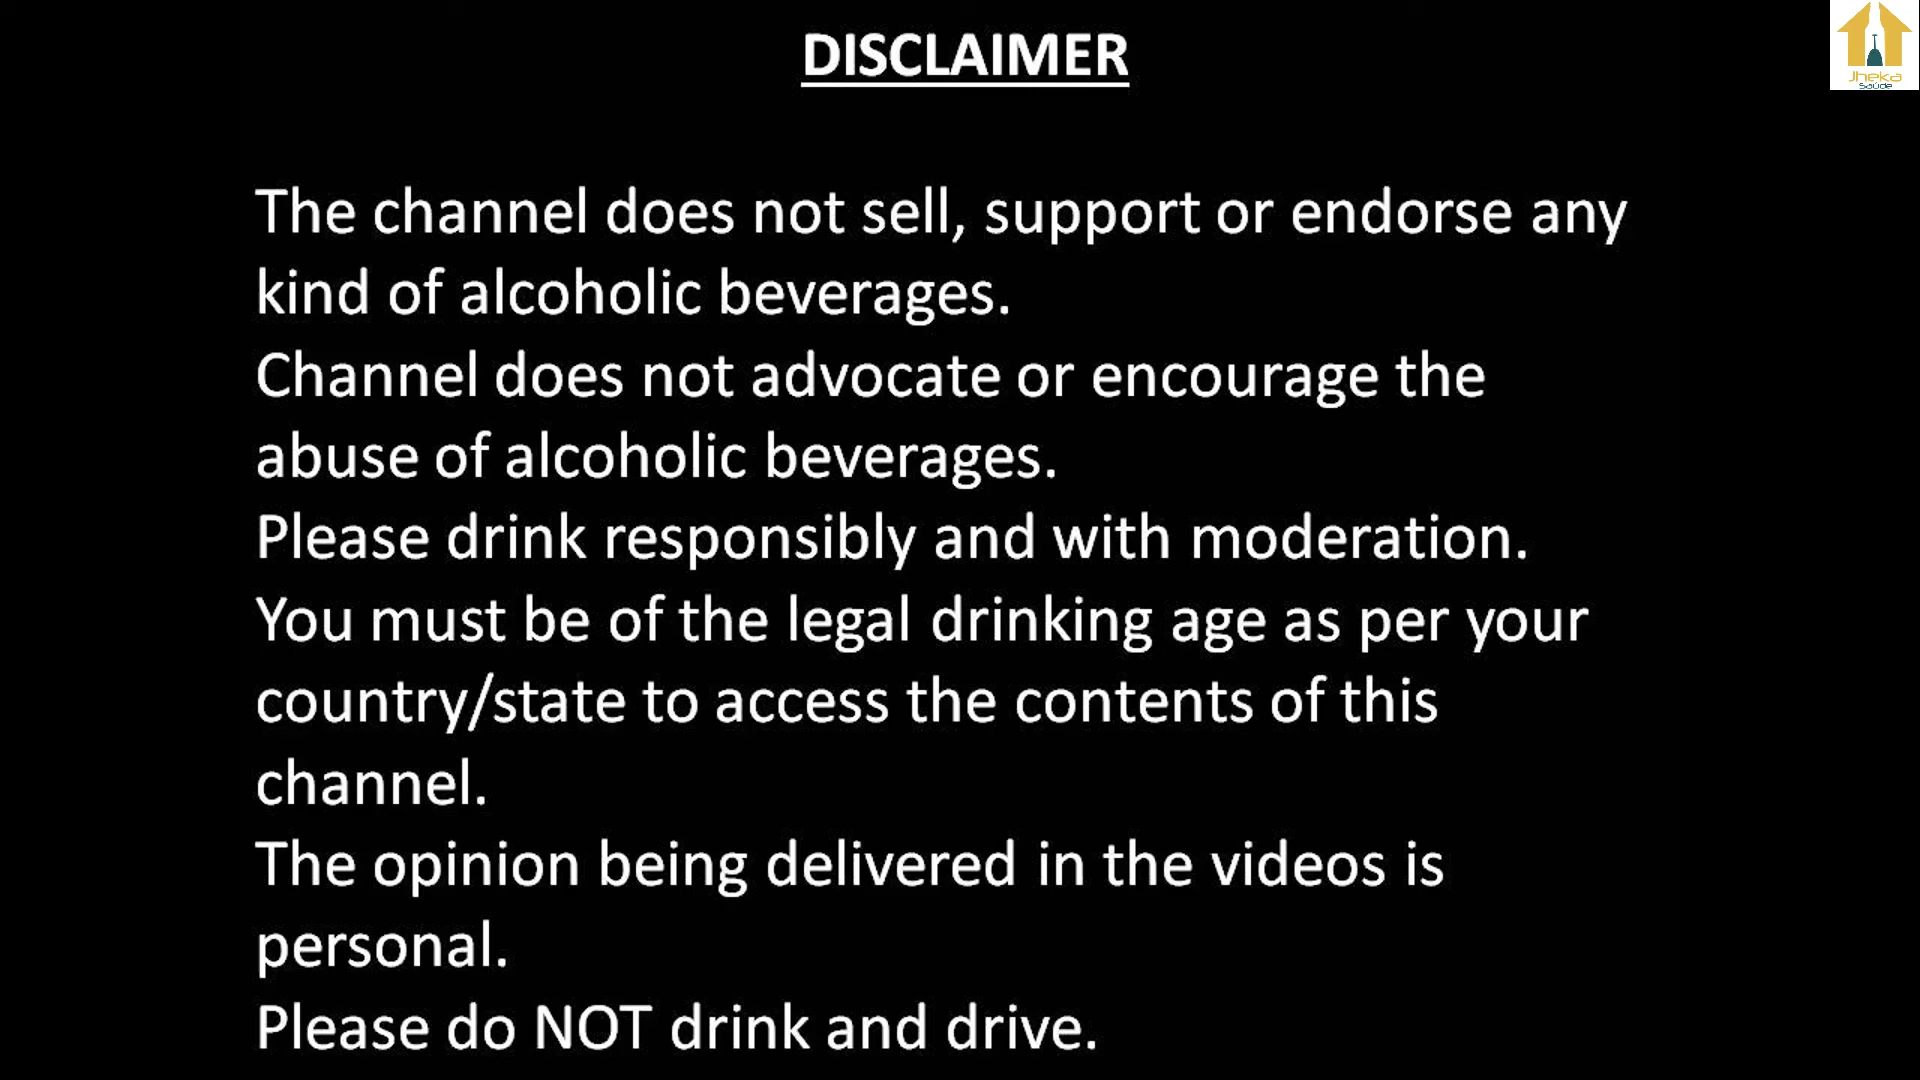 DISCLAIMER
Jheka
Saúde
The channel does not sell, support or endorse any
kind of alcoholic beverages.
Channel does not advocate or encourage the
abuse of alcoholic beverages.
Please drink responsibly and with moderation.
You must be of the legal drinking age as per your
country/state to access the contents of this
channel.
The opinion being delivered in the videos is
personal.
Please do NOT drink and drive.